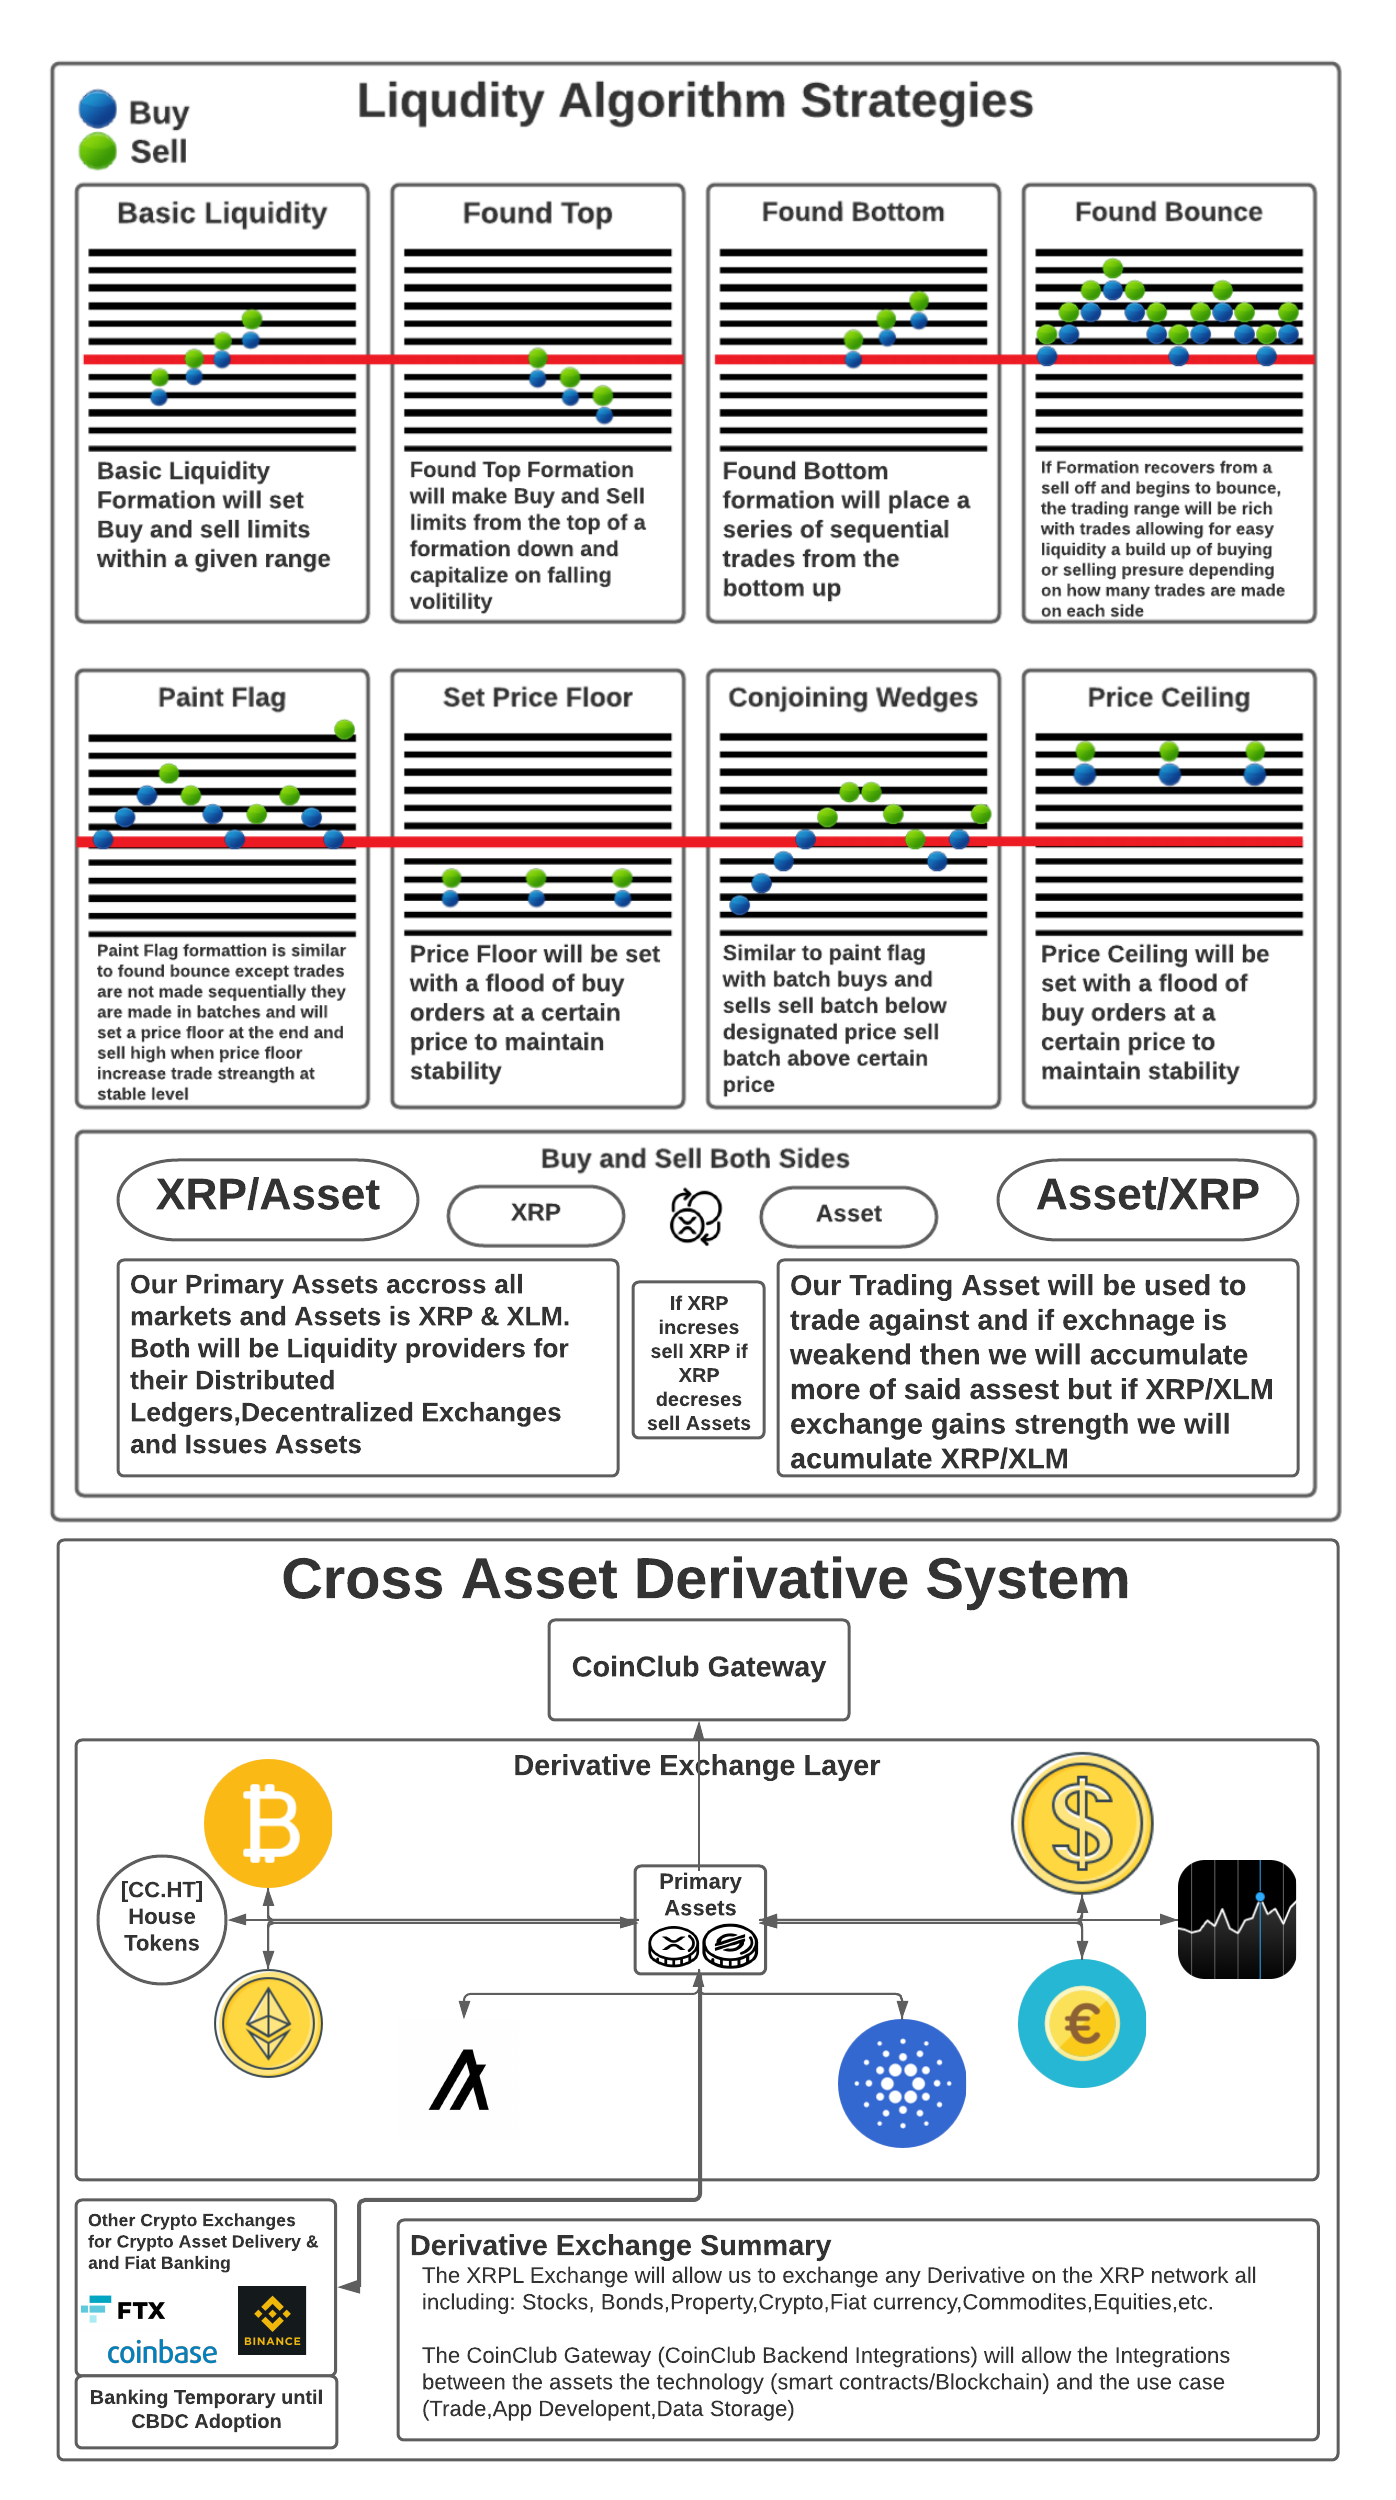 Liqudity Algorithm Strategies
Buy
Sell
Basic Liquidity
Basic Liquidity
Formation will set
Buy and sell limits
within a given range
Found Top
Found Top Formation
will make Buy and Sell
limits from the top of a
formation down and
capitalize on falling
volitility
Found Bottom
Found Bottom
formation will place a
series of sequential
trades from the
bottom up
Found Bounce
If Formation recovers from a
sell off and begins to bounce,
the trading range will be rich
with trades allowing for easy
liquidity a build up of buying
or selling presure depending
on how many trades are made
on each side
Paint Flag
Paint Flag formattion is similar
to found bounce except trades
are not made sequentially they
are made in batches and will
set a price floor at the end and
sell high when price floor
increase trade streangth at
stable level
Set Price Floor
Price Floor will be set
with a flood of buy
orders at a certain
price to maintain
stability
Conjoining Wedges
Similar to paint flag
with batch buys and
sells sell batch below
designated price sell
batch above certain
price
Price Ceiling
Price Ceiling will be
set with a flood of
buy orders at a
certain price to
maintain stability
Buy and Sell Both Sides
XRP/Asset
XRP
Asset
Asset/XRP
Our Primary Assets accross all
markets and Assets is XRP & XLM.
Both will be Liquidity providers for
their Distributed
Ledgers,Decentralized Exchanges
and Issues Assets
If XRP
increses
sell XRP if
XRP
decreses
sell Assets
Our Trading Asset will be used to
trade against and if exchnage is
weakend then we will accumulate
more of said assest but if XRP/XLM
exchange gains strength we will
acumulate XRP/XLM
Cross Asset Derivative System
CoinClub Gateway
Derivative Exchange Layer
[CC.HT]
House
Tokens
Primary
Assets
Other Crypto Exchanges
for Crypto Asset Delivery &
and Fiat Banking
FTX
BINANCE
coinbase
Banking Temporary until
CBDC Adoption
Derivative Exchange Summary
The XRPL Exchange will allow us to exchange any Derivative on the XRP network all
including: Stocks, Bonds,Property,Crypto,Fiat currency,Commodites,Equities,etc.
The CoinClub Gateway (CoinClub Backend Integrations) will allow the Integrations
between the assets the technology (smart contracts/Blockchain) and the use case
(Trade,App Developent,Data Storage)